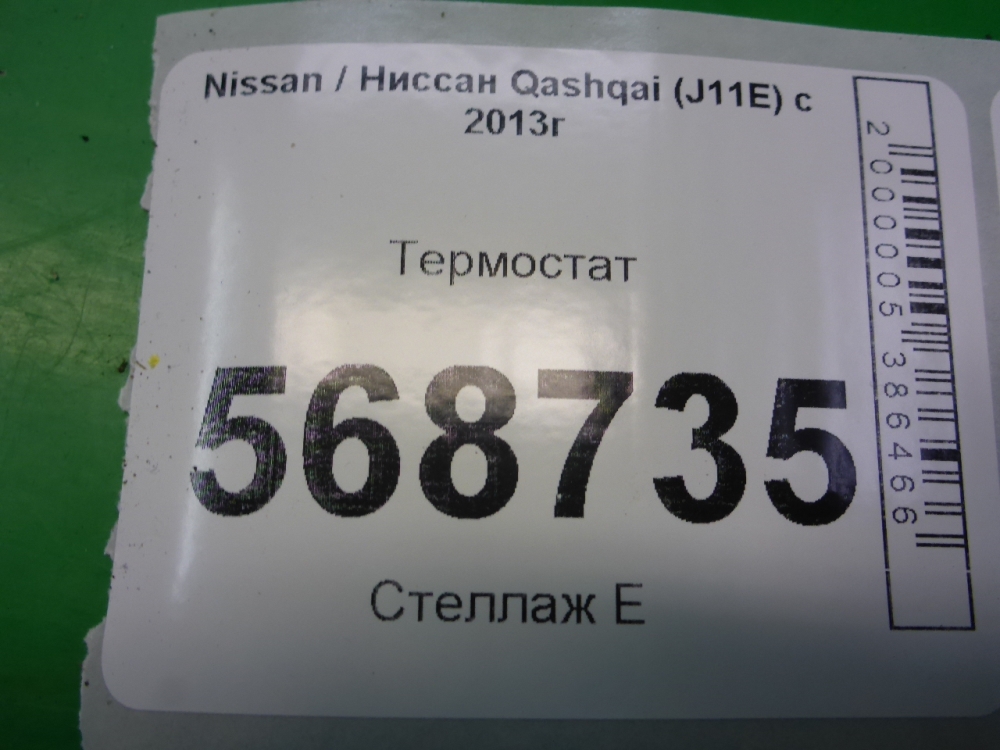 Nissan / Ниссан Qashqai (J11E) с
2013г
Термостат
568735
Стеллаж Е
2000005386466